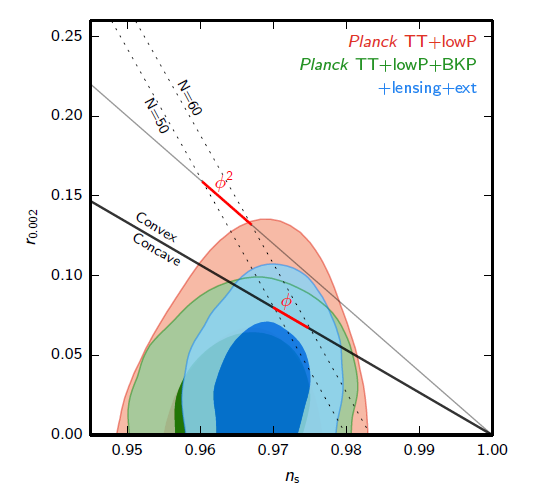 0.25
0.20
0.15
0.10
0.05
0.00
r0.002
Planck TT+lowP
Planck TT+lowP+BKP
+lensing+ext
N=60
N=50
ϕ2
Convex
Concave
ϕ
0.95 0.96 0.97 0.98 0.99 1.00
ns